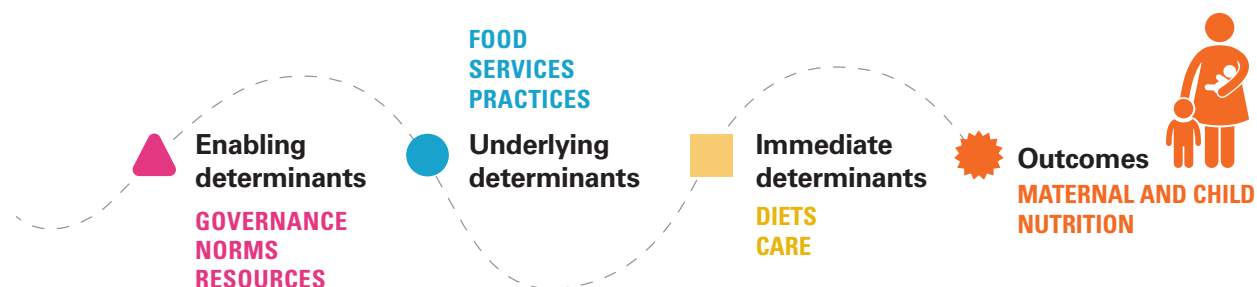 Enabling
determinants
GOVERNANCE
NORMS
RESOURCES
FOOD
SERVICES
PRACTICES
Underlying
determinants
Immediate
determinants
DIETS
CARE
Outcomes
MATERNAL AND CHILD
NUTRITION